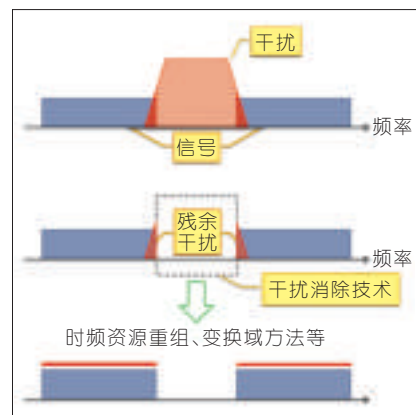 干扰
频率
信号
残余
干扰
频率
干扰消除技术
时频资源重组、变换域方法等